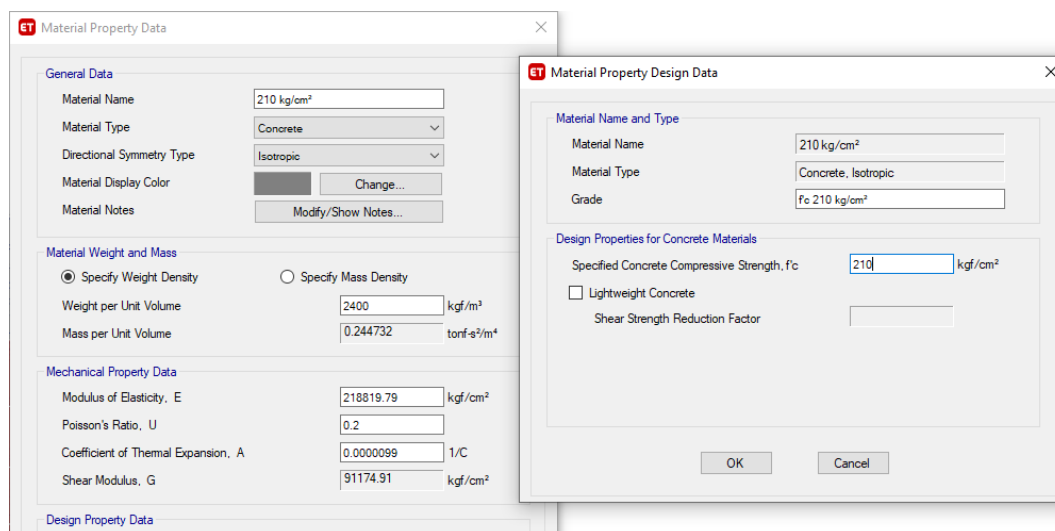 ET Material Property Data
General Data
Material Name 210 kg/cm²
Material Type Concrete
Directional Symmetry Type Isotropic
Material Display Color Change...
Material Notes Modify/Show Notes...
Material Weight and Mass
Specify Weight Density Specify Mass Density
Weight per Unit Volume 2400 kgf/m³
Mass per Unit Volume 0.244732 tonf-s²/m⁴
Mechanical Property Data
Modulus of Elasticity, E 218819.79 kgf/cm²
Poisson's Ratio, U 0.2
Coefficient of Thermal Expansion, A 0.0000099 1/C
Shear Modulus, G 91174.91 kgf/cm²
Design Property Data
ET Material Property Design Data
Material Name and Type
Material Name 210 kg/cm²
Material Type Concrete, Isotropic
Grade f'c 210 kg/cm²
Design Properties for Concrete Materials
Specified Concrete Compressive Strength, f'c 210 kgf/cm²
Lightweight Concrete
Shear Strength Reduction Factor
OK Cancel